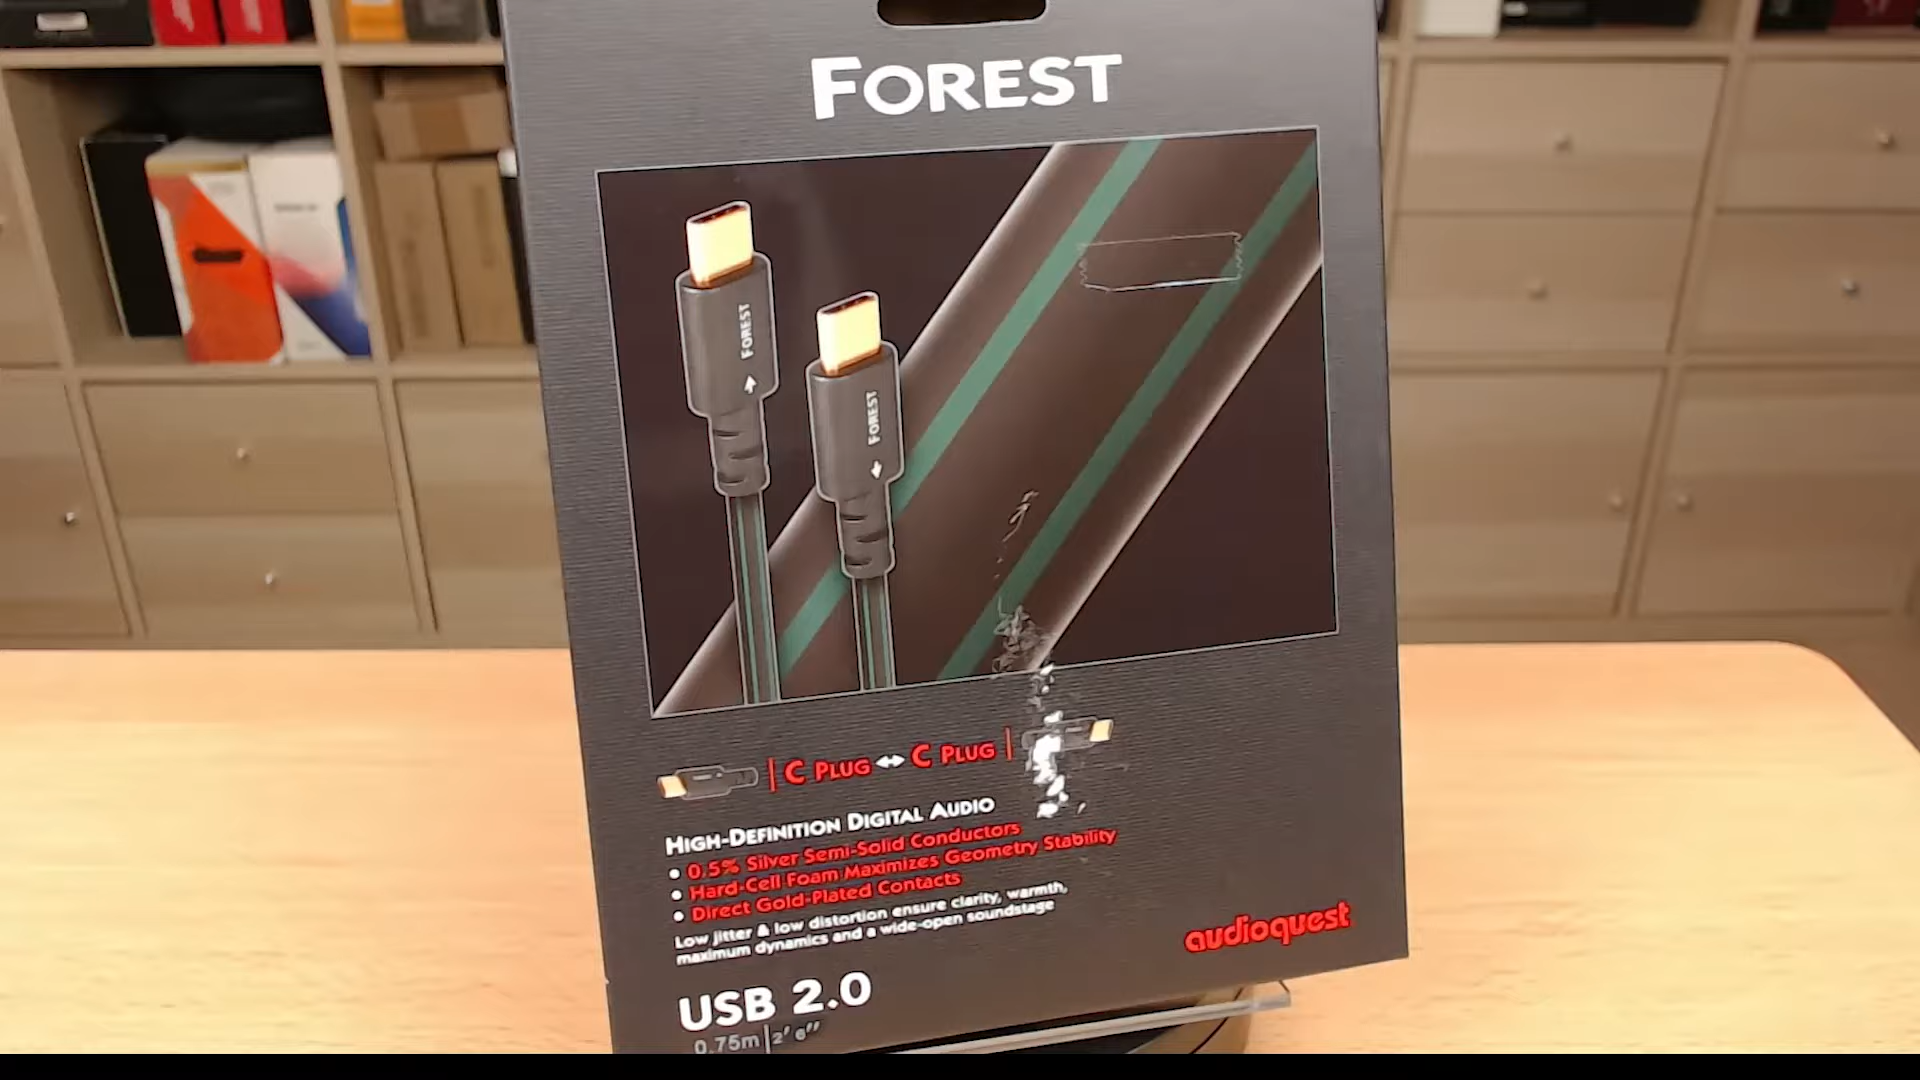 FOREST
FOREST
FOREST
C PLUG ↔ C PLUG
HIGH-DEFINITION DIGITAL AUDIO
• 0.5% Silver Semi-Solid Conductors
• Hard-Cell Foam Maximizes Geometry Stability
• Direct Gold-Plated Contacts
Low jitter & low distortion ensure clarity, warmth,
maximum dynamics and a wide-open soundstage
audioquest
USB 2.0
0.75m | 2' 6"